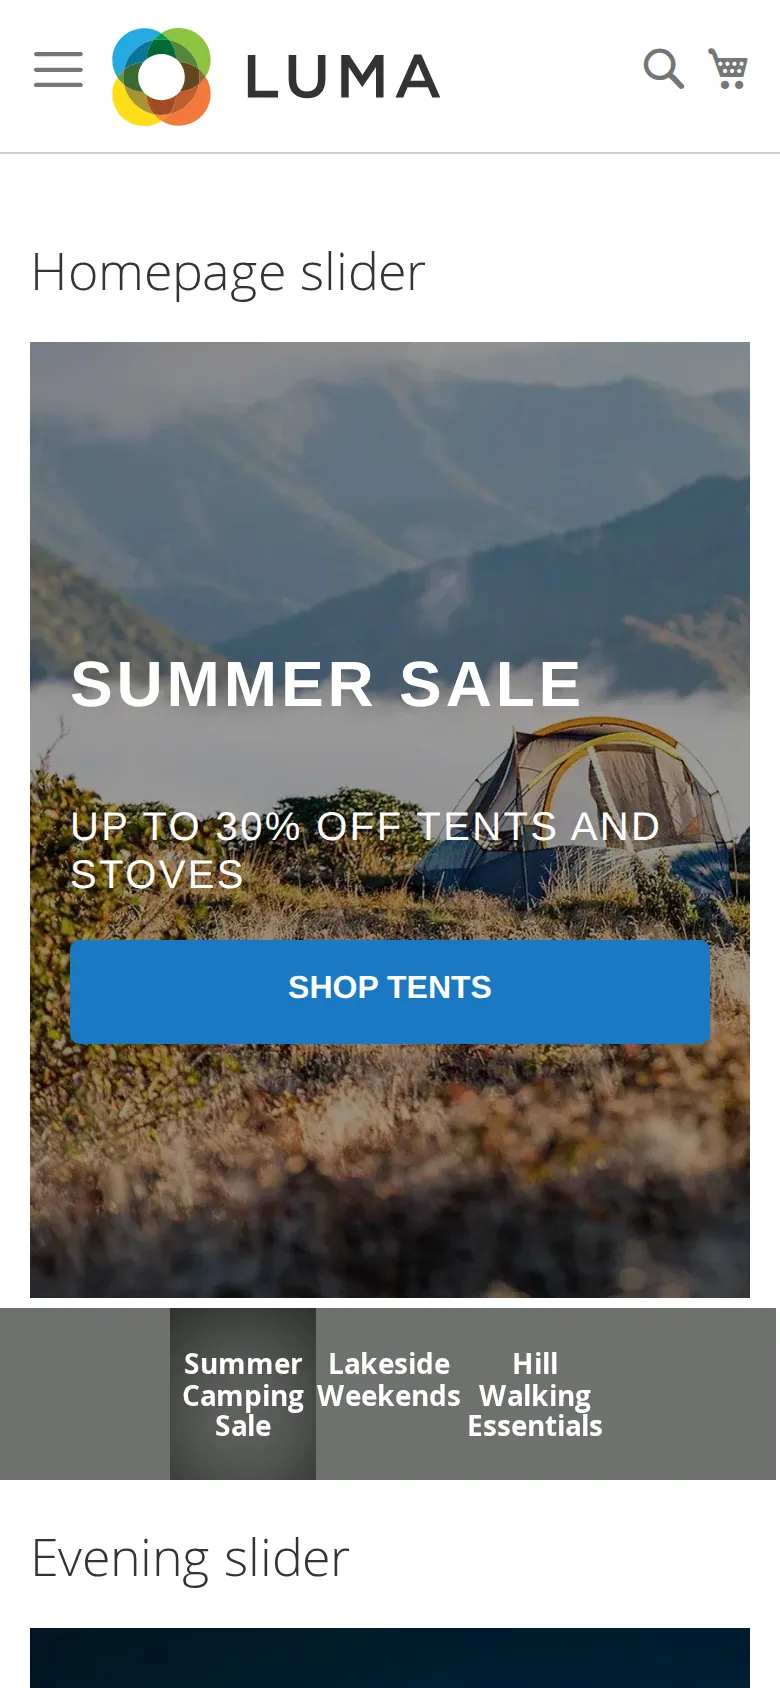 LUMA
Homepage slider
SUMMER SALE
UP TO 30% OFF TENTS AND
STOVES
SHOP TENTS
Summer
Camping
Sale
Lakeside
Weekends
Hill
Walking
Essentials
Evening slider